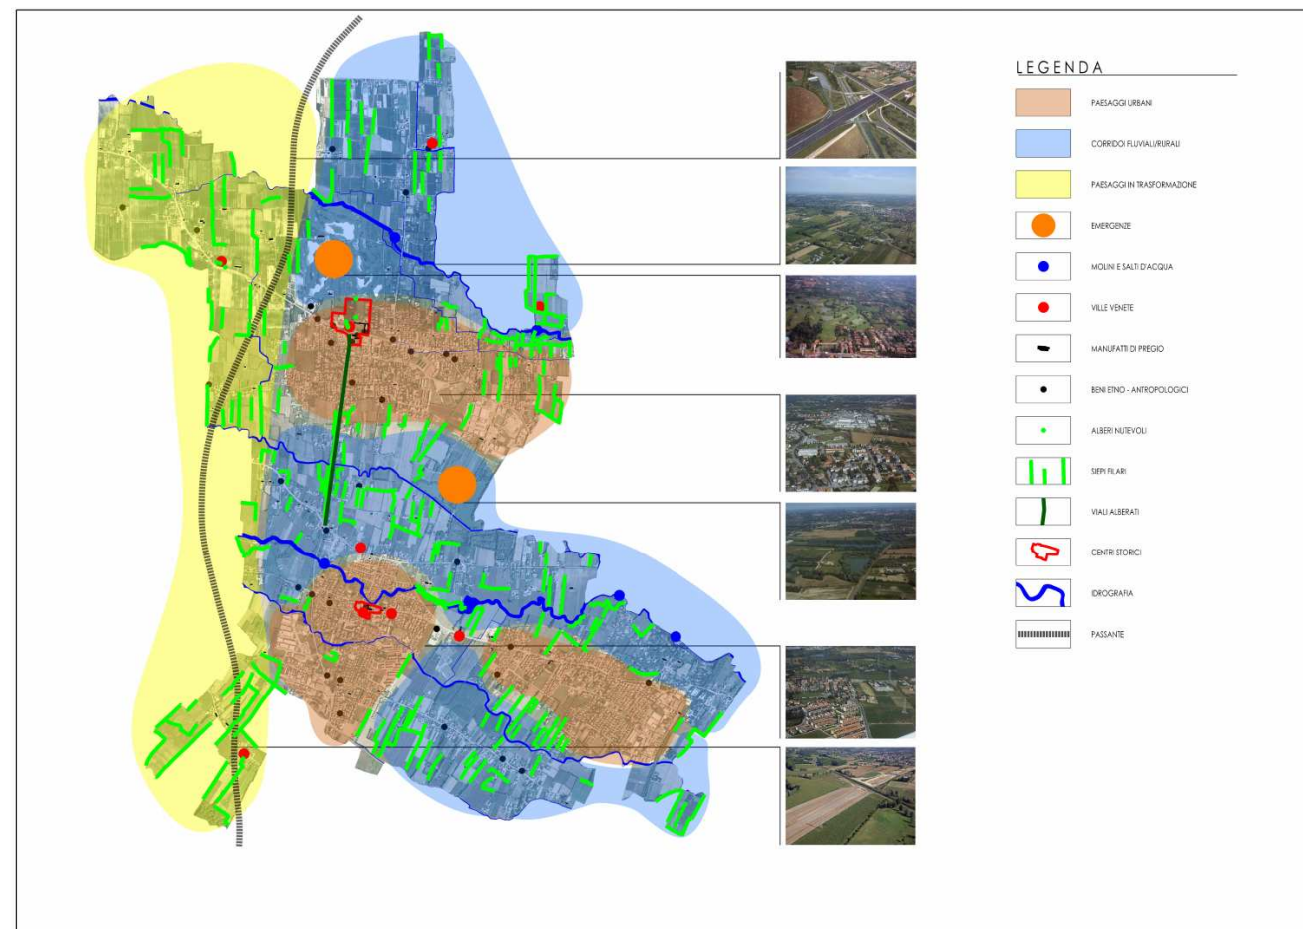 LEGENDA
PAESAGGI URBANI
CORRIDOI FLUVIALI/RURALI
PAESAGGI IN TRASFORMAZIONE
EMERGENZE
MOLINI E SALTI D'ACQUA
VILLE VENETE
MANUFATTI DI PREGIO
BENI ETNO - ANTROPOLOGICI
ALBERI NUTEVOLI
SIEPI FILARI
VIALI ALBERATI
CENTRI STORICI
IDROGRAFIA
PASSANTE